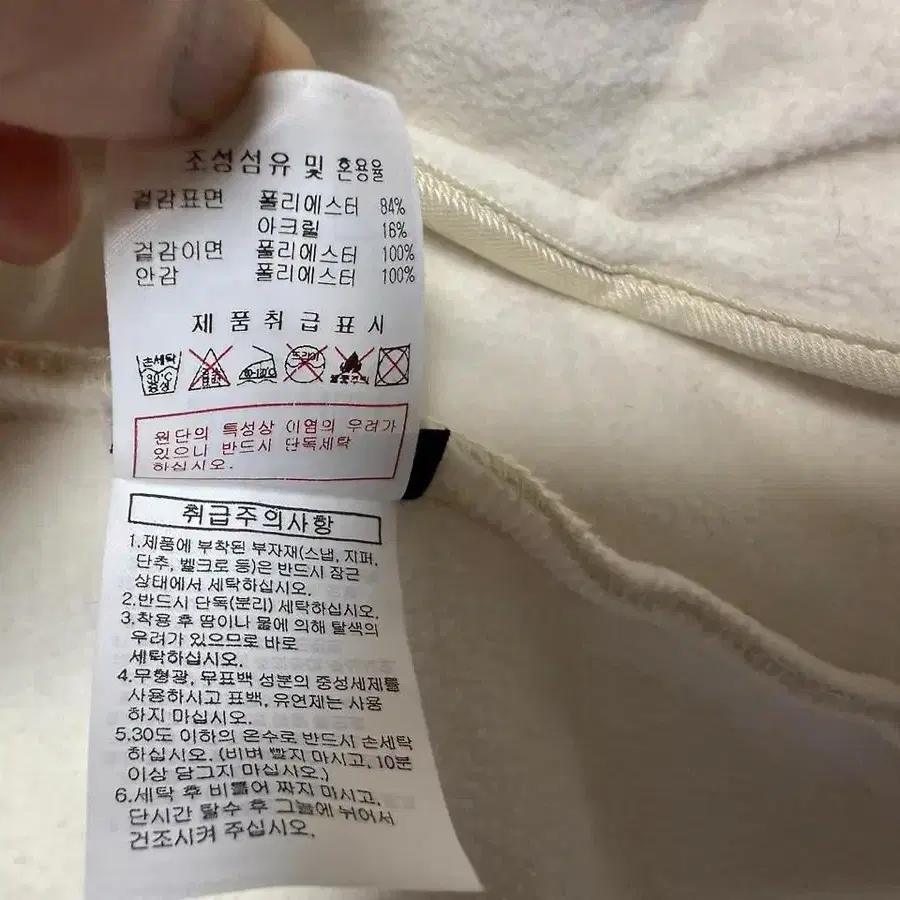 조성섬유 및 혼용율
겉감표면 폴리에스터 84%
아크릴 16%
겉감이면 폴리에스터 100%
안감 폴리에스터 100%
제품취급표시
손세탁 드라이
30℃ 80-120℃
중성
원단의 특성상 이염의 우려가
있으니 반드시 단독세탁
하십시오.
취급주의사항
1.제품에 부착된 부자재(스냅, 지퍼,
단추, 벨크로 등)은 반드시 잠근
상태에서 세탁하십시오.
2.반드시 단독(분리) 세탁하십시오.
3.착용 후 땀이나 물에 의해 탈색의
우려가 있으므로 바로
세탁하십시오.
4.무형광, 무표백 성분의 중성세제를
사용하시고 표백, 유연제는 사용
하지 마십시오.
5.30도 이하의 온수로 반드시 손세탁
하십시오. (비벼 빨지 마시고, 10분
이상 담그지 마십시오.)
6.세탁 후 비틀어 짜지 마시고,
단시간 탈수 후 그늘에 뉘어서
건조시켜 주십시오.